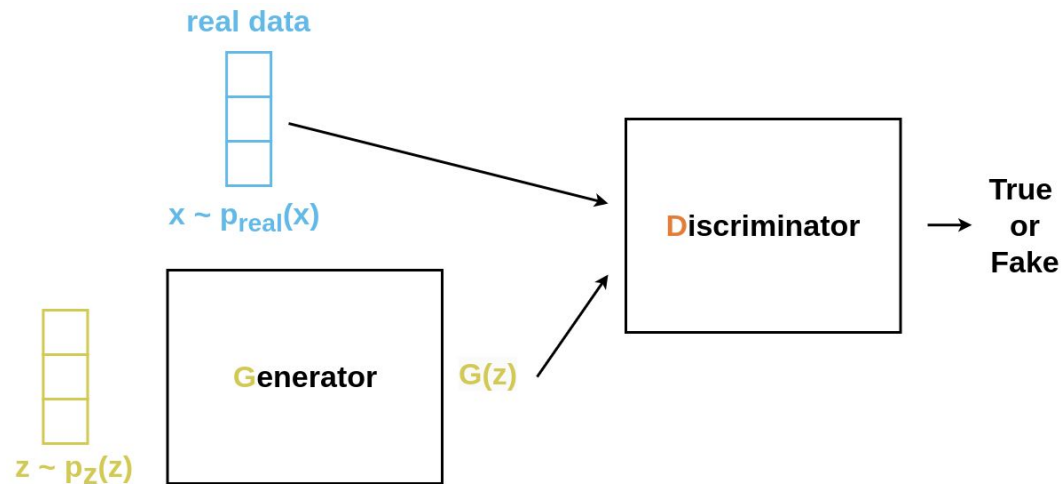 real data
x ~ preal(x)
Discriminator
True
or
Fake
Generator
G(z)
z ~ pz(z)